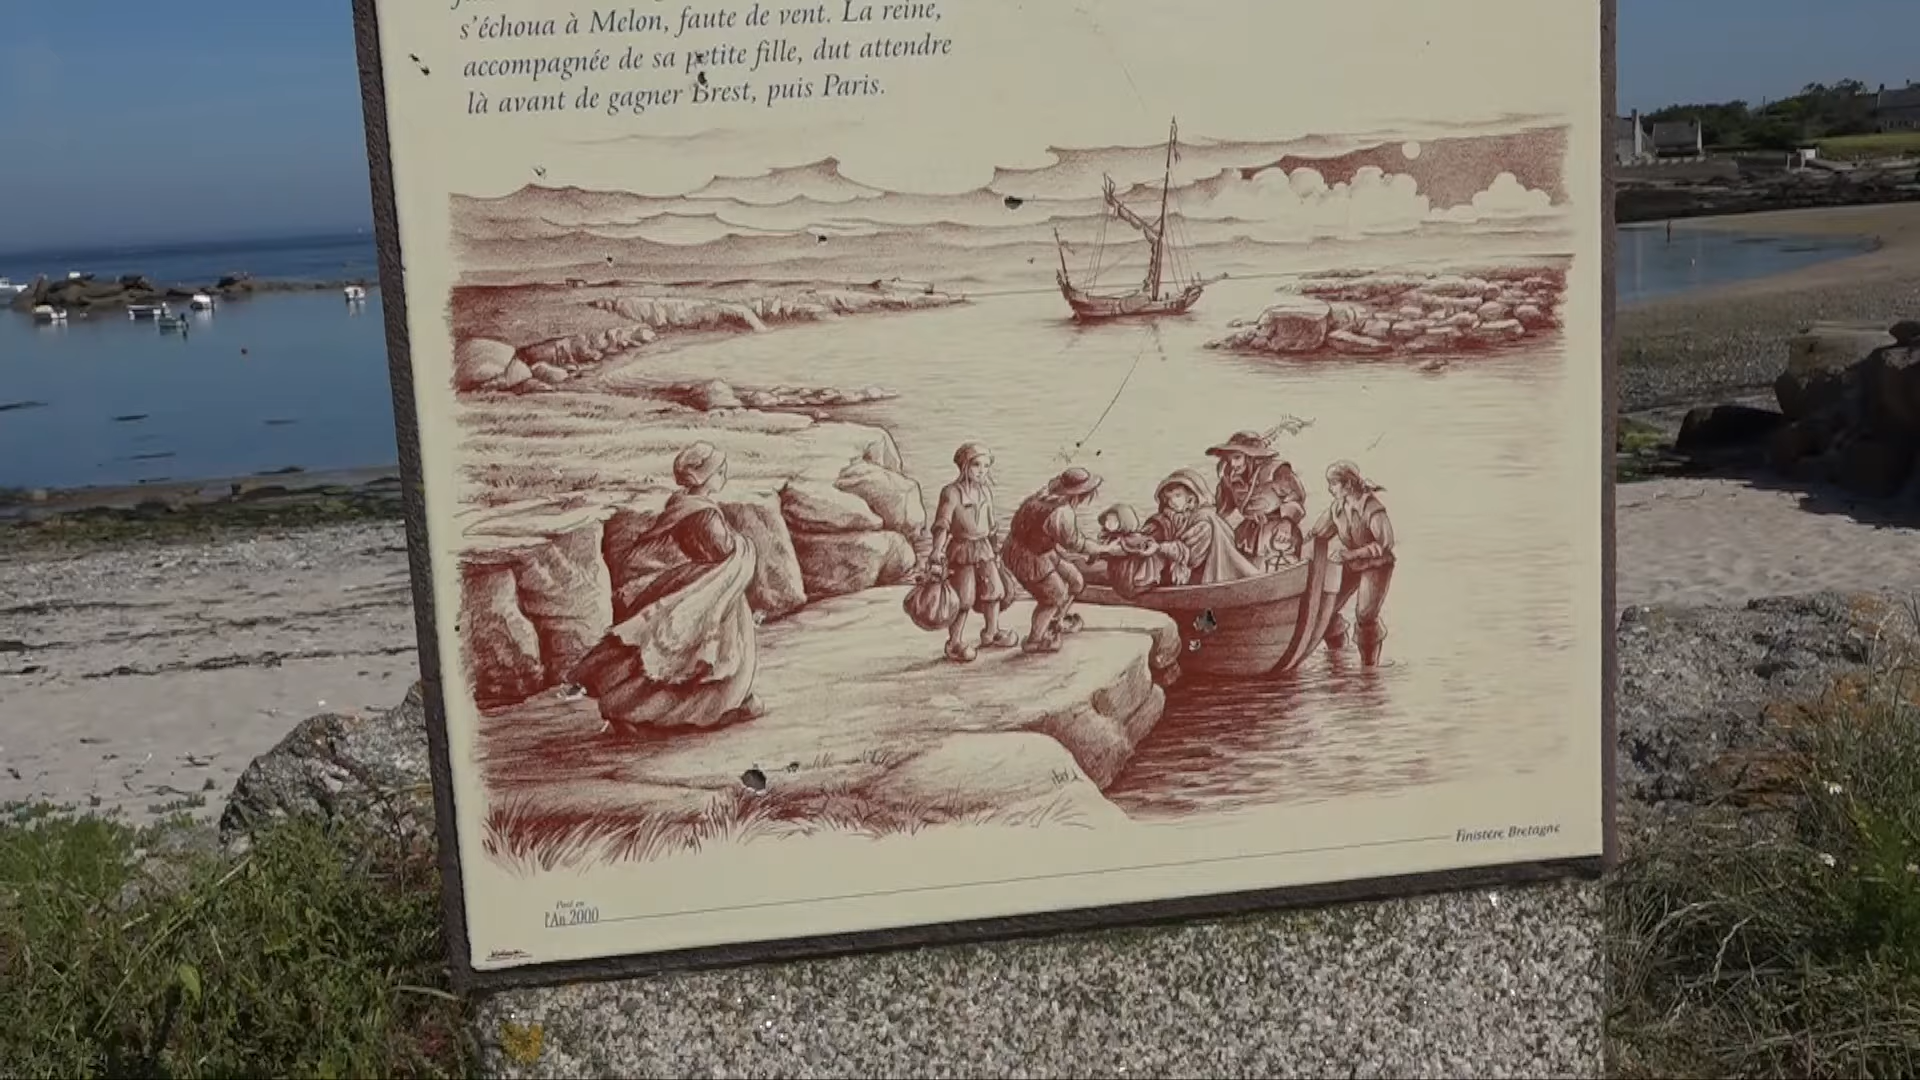 s'échoua à Melon, faute de vent. La reine,
accompagnée de sa petite fille, dut attendre
là avant de gagner Brest, puis Paris.
Finistère Bretagne
l'An 2000